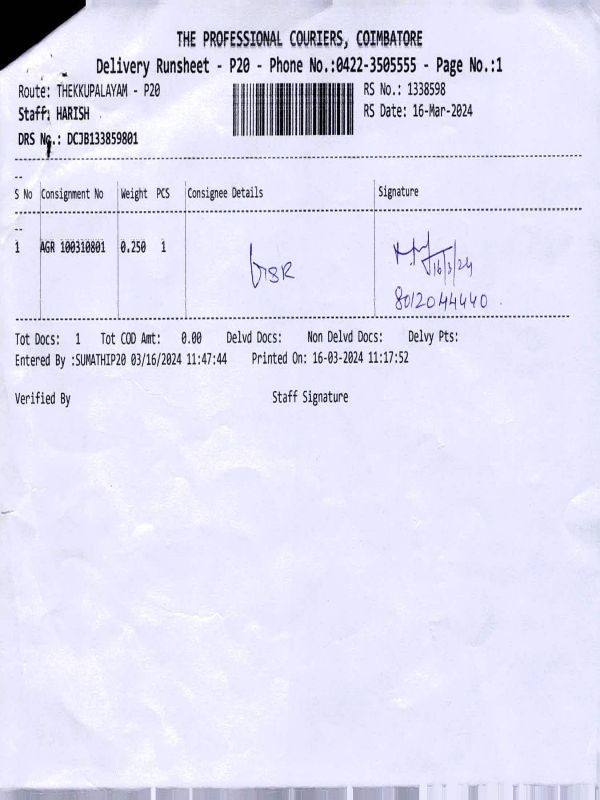 THE PROFESSIONAL COURIERS, COIMBATORE
Delivery Runsheet - P20 - Phone No.:0422-3505555 - Page No.:1
Route: THEKKUPALAYAM - P20 RS No.: 1338598
Staff: HARISH RS Date: 16-Mar-2024
DRS No.: DCJB133859801
--
S No Consignment No Weight PCS Consignee Details Signature
--
1 AGR 100310801 0.250 1
16/3/24
8012044440
Tot Docs: 1 Tot COD Amt: 0.00 Delvd Docs: Non Delvd Docs: Delvy Pts:
Entered By :SUMATHIP20 03/16/2024 11:47:44 Printed On: 16-03-2024 11:17:52
Verified By Staff Signature